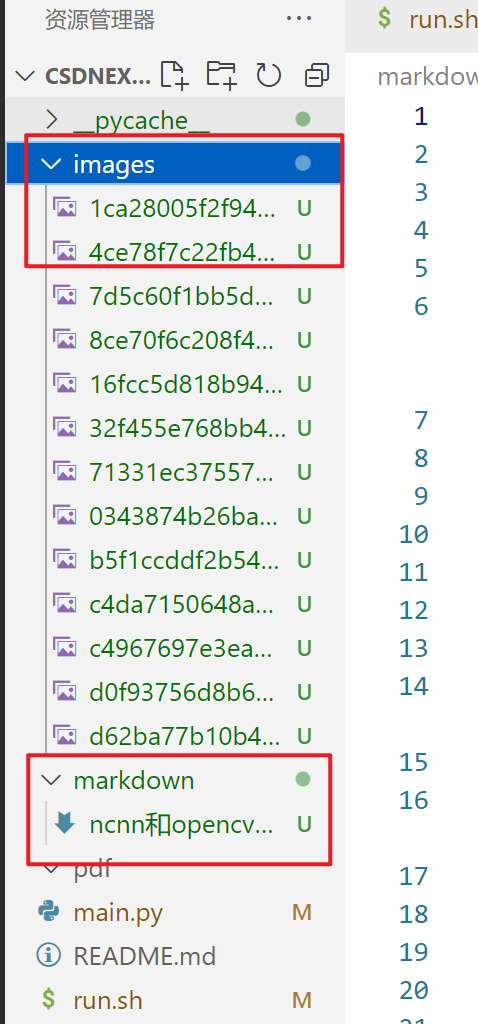 资源管理器 ···
$ run.sh
CSDNEX...
markdow
__pycache__
images
1ca28005f2f94... U
4ce78f7c22fb4... U
7d5c60f1bb5d... U
8ce70f6c208f4... U
16fcc5d818b94... U
32f455e768bb4... U
71331ec37557... U
0343874b26ba... U
b5f1ccddf2b54... U
c4da7150648a... U
c4967697e3ea... U
d0f93756d8b6... U
d62ba77b10b4... U
markdown
ncnn和opencv... U
pdf
main.py M
README.md
$ run.sh M
1
2
3
4
5
6
7
8
9
10
11
12
13
14
15
16
17
18
19
20
21